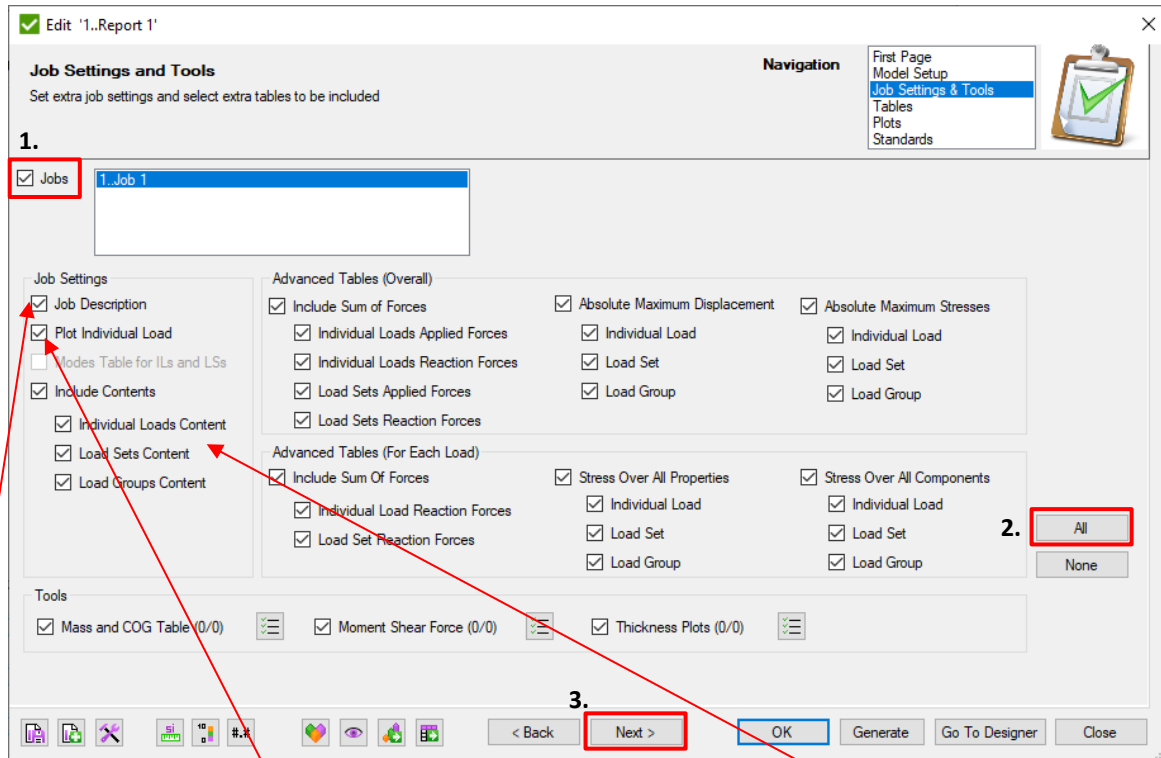 Edit '1..Report 1'
Job Settings and Tools
Set extra job settings and select extra tables to be included
Navigation
First Page
Model Setup
Job Settings & Tools
Tables
Plots
Standards
1.
Jobs
1..Job 1
Job Settings
Job Description
Plot Individual Load
Modes Table for ILs and LSs
Include Contents
Individual Loads Content
Load Sets Content
Load Groups Content
Advanced Tables (Overall)
Include Sum of Forces
Individual Loads Applied Forces
Individual Loads Reaction Forces
Load Sets Applied Forces
Load Sets Reaction Forces
Absolute Maximum Displacement
Individual Load
Load Set
Load Group
Absolute Maximum Stresses
Individual Load
Load Set
Load Group
Advanced Tables (For Each Load)
Include Sum Of Forces
Individual Load Reaction Forces
Load Set Reaction Forces
Stress Over All Properties
Individual Load
Load Set
Load Group
Stress Over All Components
Individual Load
Load Set
Load Group
2.
All
None
Tools
Mass and COG Table (0/0)
Moment Shear Force (0/0)
Thickness Plots (0/0)
3.
si
10
0
#.#
< Back
Next >
OK
Generate
Go To Designer
Close